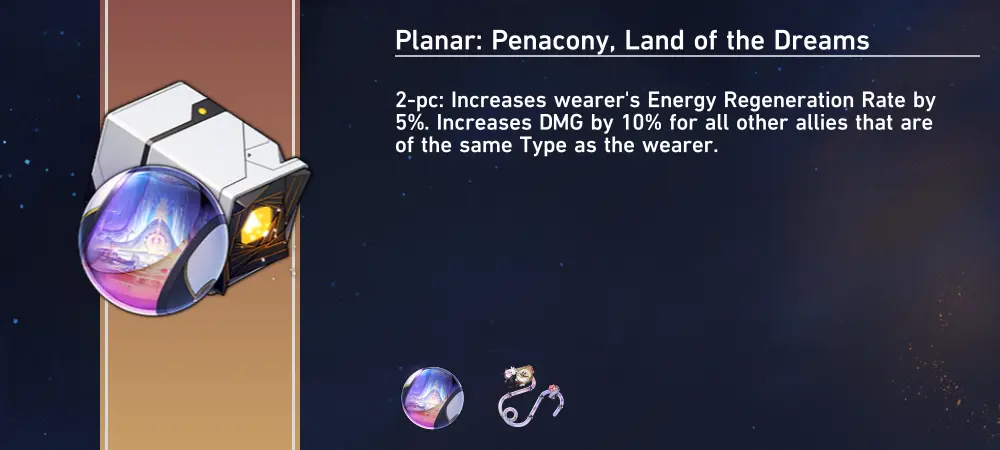 Planar: Penacony, Land of the Dreams
2-pc: Increases wearer's Energy Regeneration Rate by
5%. Increases DMG by 10% for all other allies that are
of the same Type as the wearer.